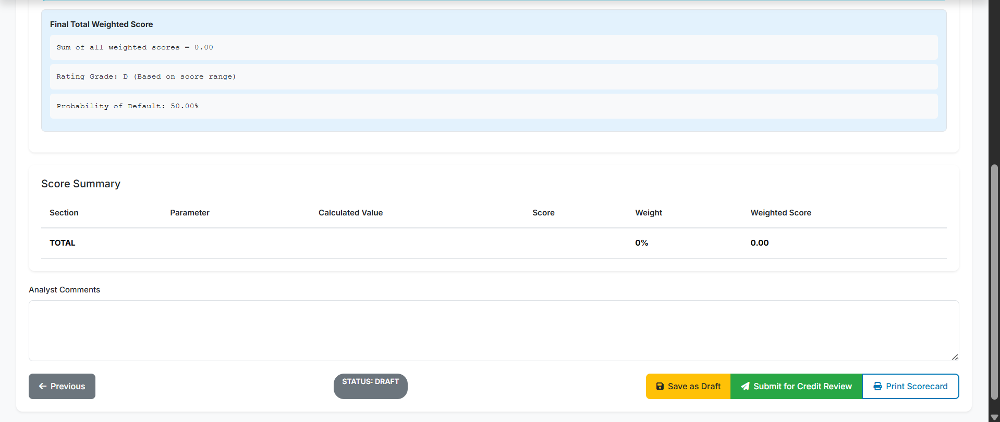 Final Total Weighted Score
Sum of all weighted scores = 0.00
Rating Grade: D (Based on score range)
Probability of Default: 50.00%
Score Summary
Section Parameter Calculated Value Score Weight Weighted Score
TOTAL 0% 0.00
Analyst Comments
Previous STATUS: DRAFT Save as Draft Submit for Credit Review Print Scorecard